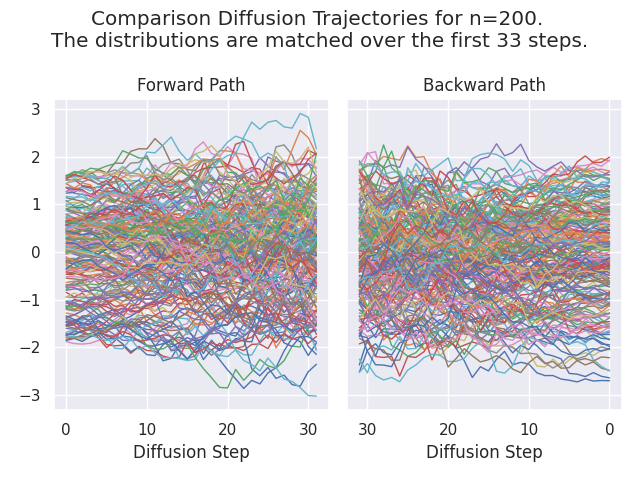 Comparison Diffusion Trajectories for n=200.
The distributions are matched over the first 33 steps.
Forward Path
Backward Path
3
2
1
0
−1
−2
−3
0 10 20 30
30 20 10 0
Diffusion Step
Diffusion Step